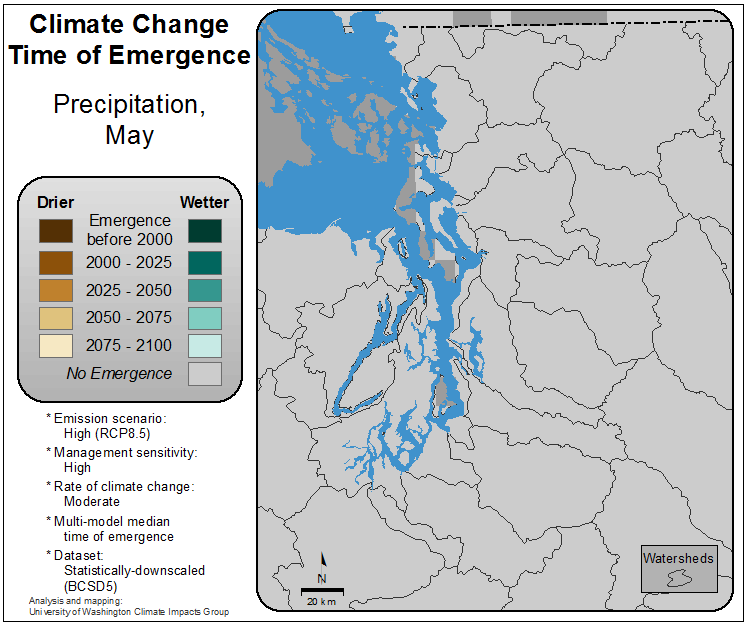 Climate Change
Time of Emergence
Precipitation,
May
Drier
Wetter
Emergence
before 2000
2000 - 2025
2025 - 2050
2050 - 2075
2075 - 2100
No Emergence
* Emission scenario:
High (RCP8.5)
* Management sensitivity:
High
* Rate of climate change:
Moderate
* Multi-model median
time of emergence
* Dataset:
Statistically-downscaled
(BCSD5)
Analysis and mapping:
University of Washington Climate Impacts Group
N
20 km
Watersheds